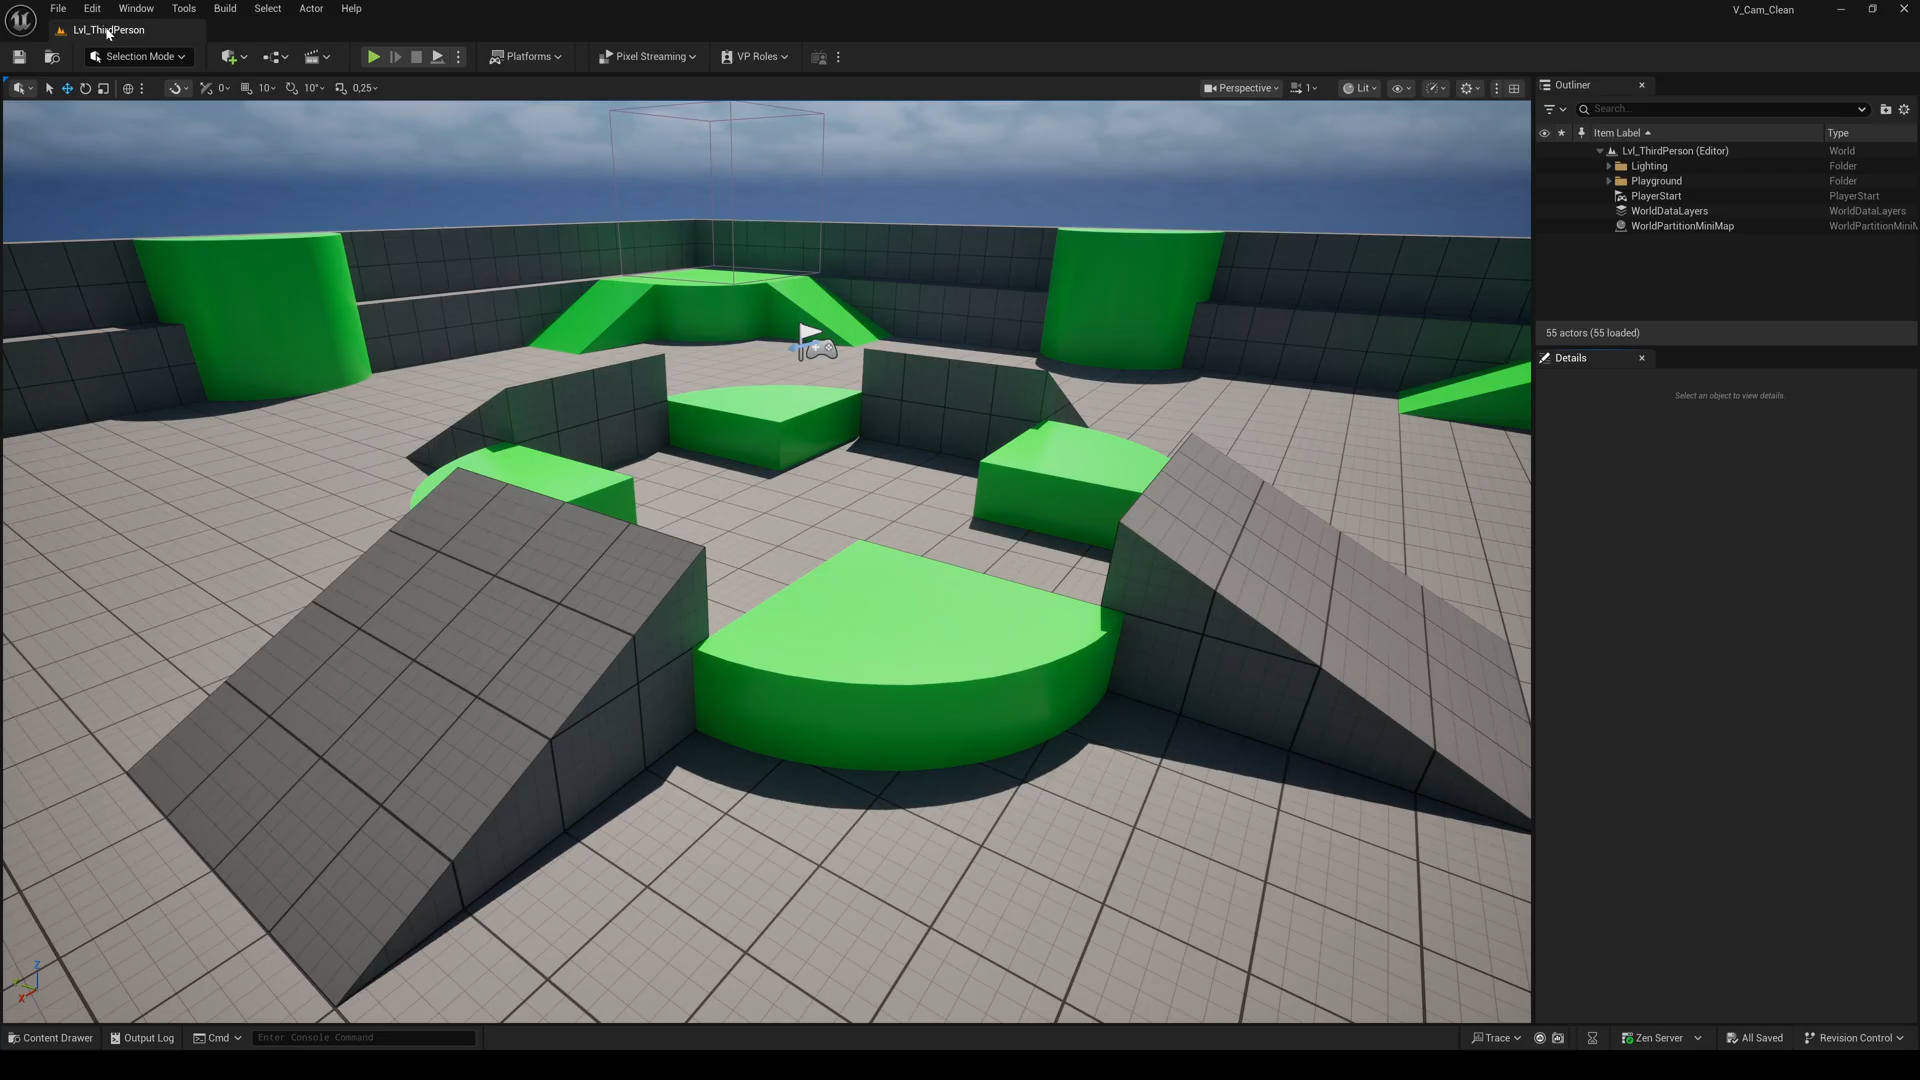 File Edit Window Tools Build Select Actor Help
V_Cam_Clean
Lvl_ThirdPerson
Selection Mode
Platforms
Pixel Streaming
VP Roles
0 10 10° 0,25
Perspective 1 Lit
Outliner
Search...
Item Label Type
Lvl_ThirdPerson (Editor) World
Lighting Folder
Playground Folder
PlayerStart PlayerStart
WorldDataLayers WorldDataLayers
WorldPartitionMiniMap WorldPartitionMiniM
55 actors (55 loaded)
Details
Select an object to view details.
Z
X
Content Drawer Output Log Cmd Enter Console Command
Trace Zen Server All Saved Revision Control